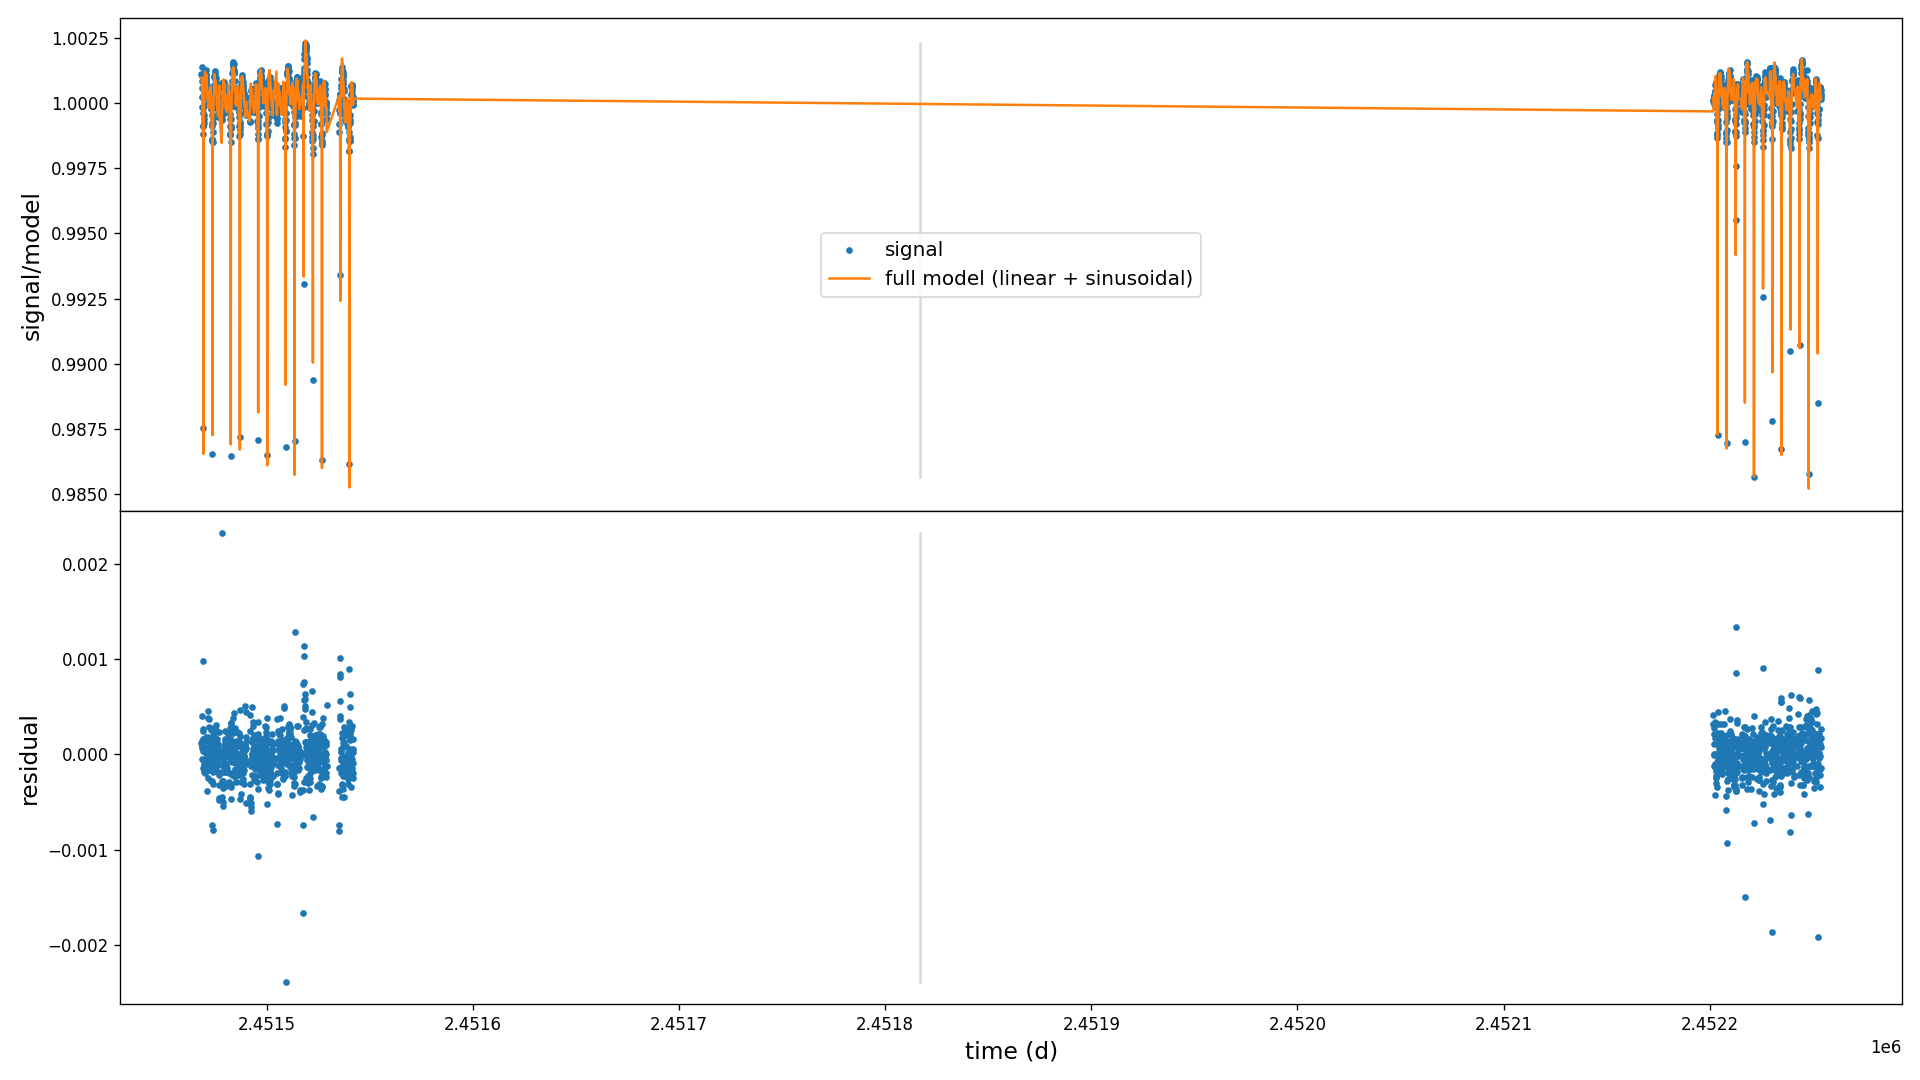 1.0025
1.0000
0.9975
0.9950
0.9925
0.9900
0.9875
0.9850
signal/model
signal
full model (linear + sinusoidal)
0.002
0.001
0.000
−0.001
−0.002
residual
2.4515 2.4516 2.4517 2.4518 2.4519 2.4520 2.4521 2.4522
1e6
time (d)